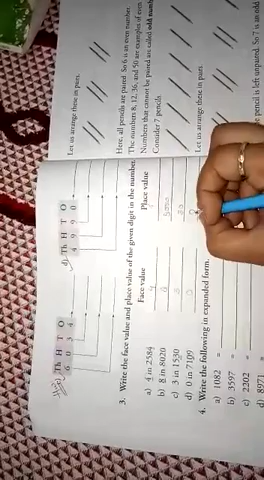 Th H T O
6 0 3 4
d) Th H T O
4 9 9 0
3. Write the face value and place value of the given digit in the number.
Face value Place value
a) 4 in 2584 4
b) 8 in 8020
c) 3 in 1530
d) 0 in 7109 0
4. Write the following in expanded form.
a) 1082 =
b) 3597 =
c) 2202 =
d) 8971 =
Let us arrange these in pairs.
Here, all pencils are paired. So 6 is an even number.
The numbers 8, 12, 36, and 50 are examples of even
Numbers that cannot be paired are called odd numb
Consider 7 pencils.
Let us arrange these in pairs.
pencil is left unpaired. So 7 is an odd